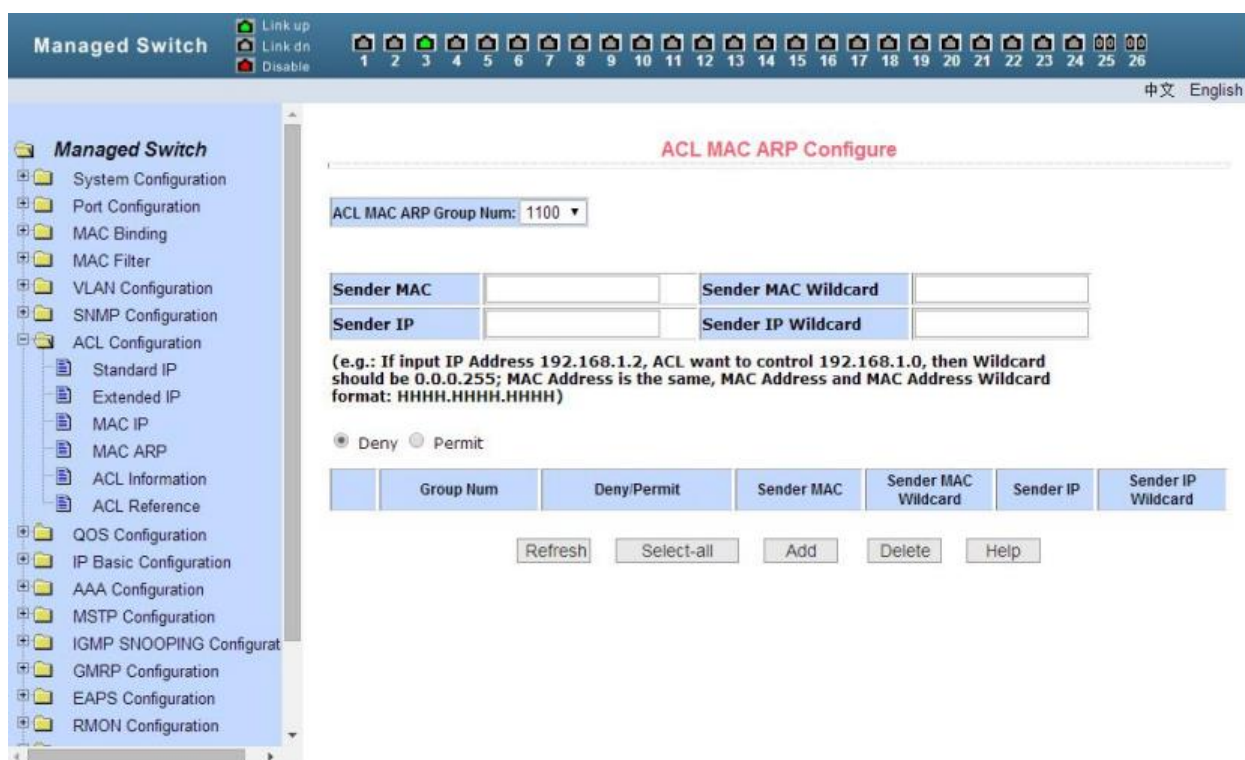 Managed Switch
Link up
Link dn
Disable
1 2 3 4 5 6 7 8 9 10 11 12 13 14 15 16 17 18 19 20 21 22 23 24 25 26
中文 English
Managed Switch
System Configuration
Port Configuration
MAC Binding
MAC Filter
VLAN Configuration
SNMP Configuration
ACL Configuration
Standard IP
Extended IP
MAC IP
MAC ARP
ACL Information
ACL Reference
QOS Configuration
IP Basic Configuration
AAA Configuration
MSTP Configuration
IGMP SNOOPING Configurat
GMRP Configuration
EAPS Configuration
RMON Configuration
ACL MAC ARP Configure
ACL MAC ARP Group Num: 1100
Sender MAC Sender MAC Wildcard
Sender IP Sender IP Wildcard
(e.g.: If input IP Address 192.168.1.2, ACL want to control 192.168.1.0, then Wildcard
should be 0.0.0.255; MAC Address is the same, MAC Address and MAC Address Wildcard
format: HHHH.HHHH.HHHH)
Deny Permit
Group Num Deny/Permit Sender MAC Sender MAC Wildcard Sender IP Sender IP Wildcard
Refresh Select-all Add Delete Help